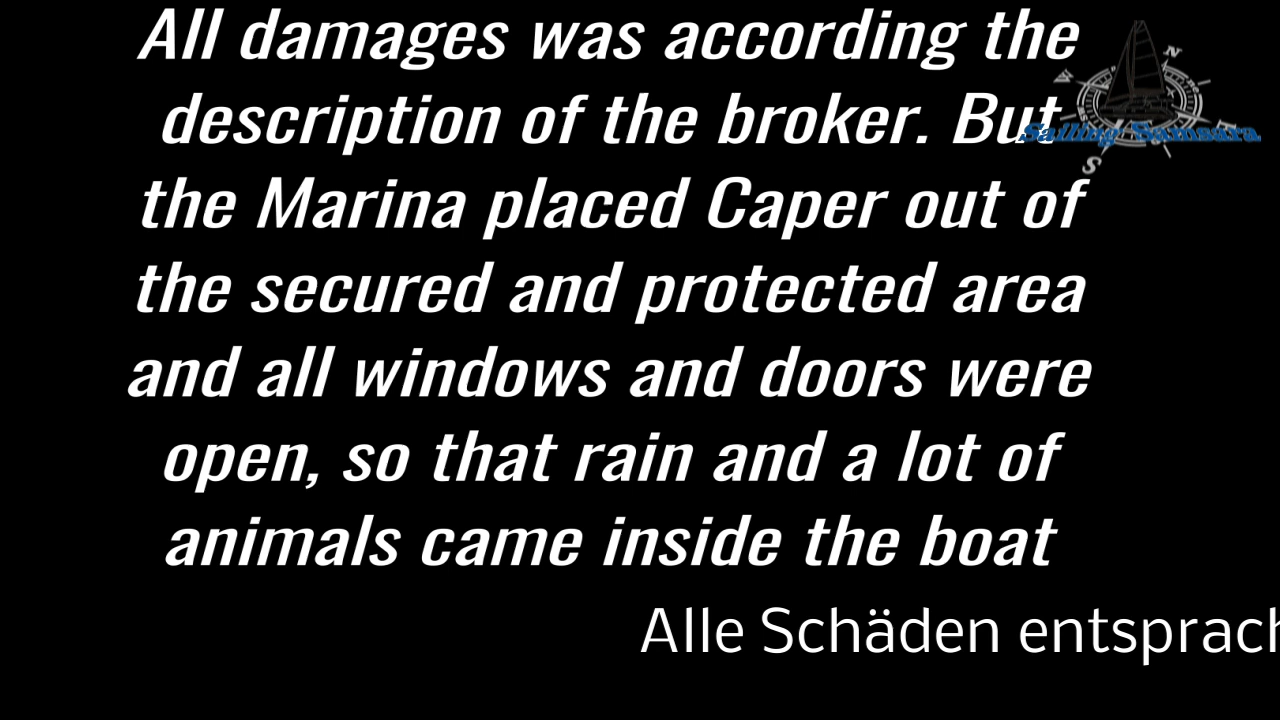 All damages was according the
description of the broker. But
the Marina placed Caper out of
the secured and protected area
and all windows and doors were
open, so that rain and a lot of
animals came inside the boat
Alle Schäden entsprach
N
S
Sailing Samsara